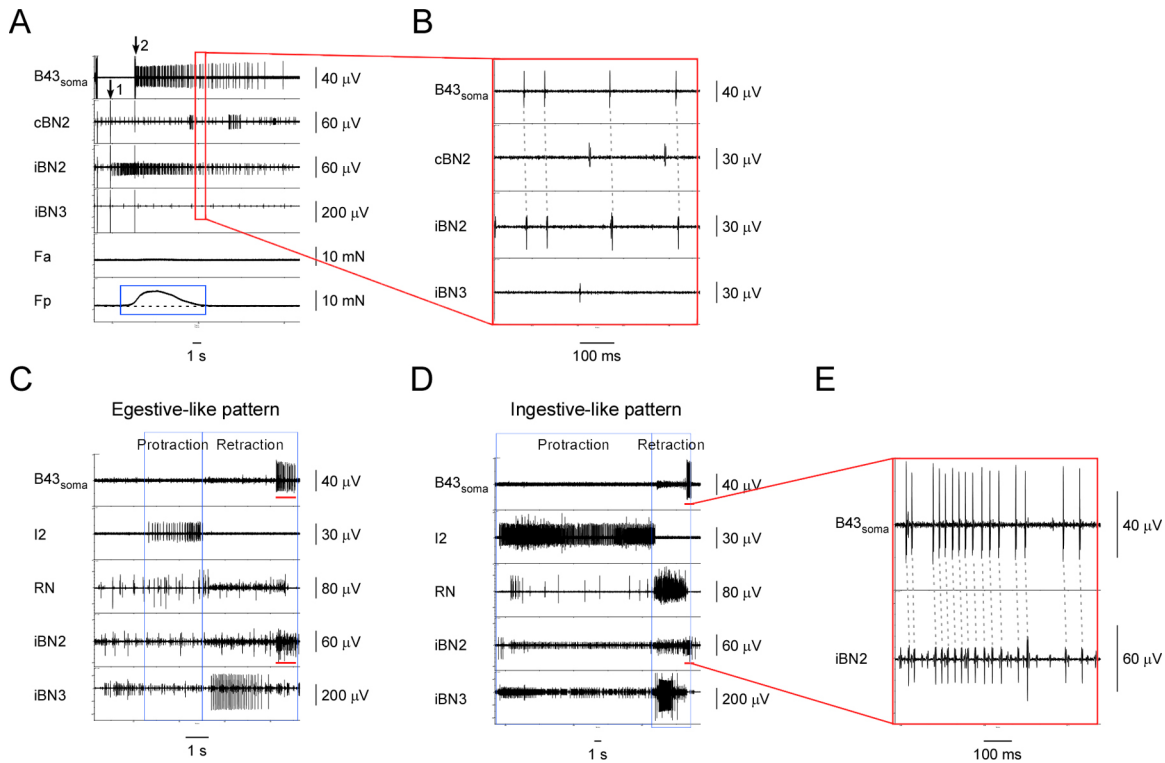 A
B43soma
40 μV
cBN2
60 μV
iBN2
60 μV
iBN3
200 μV
Fa
10 mN
Fp
10 mN
1
2
1 s
B
B43soma
40 μV
cBN2
30 μV
iBN2
30 μV
iBN3
30 μV
100 ms
C
Egestive-like pattern
Protraction Retraction
B43soma
40 μV
I2
30 μV
RN
80 μV
iBN2
60 μV
iBN3
200 μV
1 s
D
Ingestive-like pattern
Protraction Retraction
B43soma
40 μV
I2
30 μV
RN
80 μV
iBN2
60 μV
iBN3
200 μV
1 s
E
B43soma
40 μV
iBN2
60 μV
100 ms